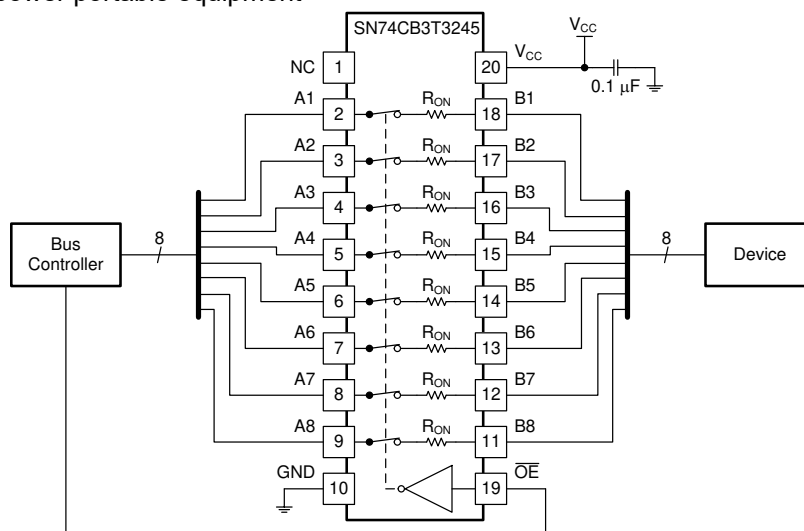 power portable equipment
SN74CB3T3245
VCC
VCC
NC 1
20
0.1 μF
A1 2 RON 18 B1
A2 3 RON 17 B2
A3 4 RON 16 B3
A4 5 RON 15 B4
A5 6 RON 14 B5
A6 7 RON 13 B6
A7 8 RON 12 B7
A8 9 RON 11 B8
GND 10 19 OE
Bus
Controller
8
8
Device